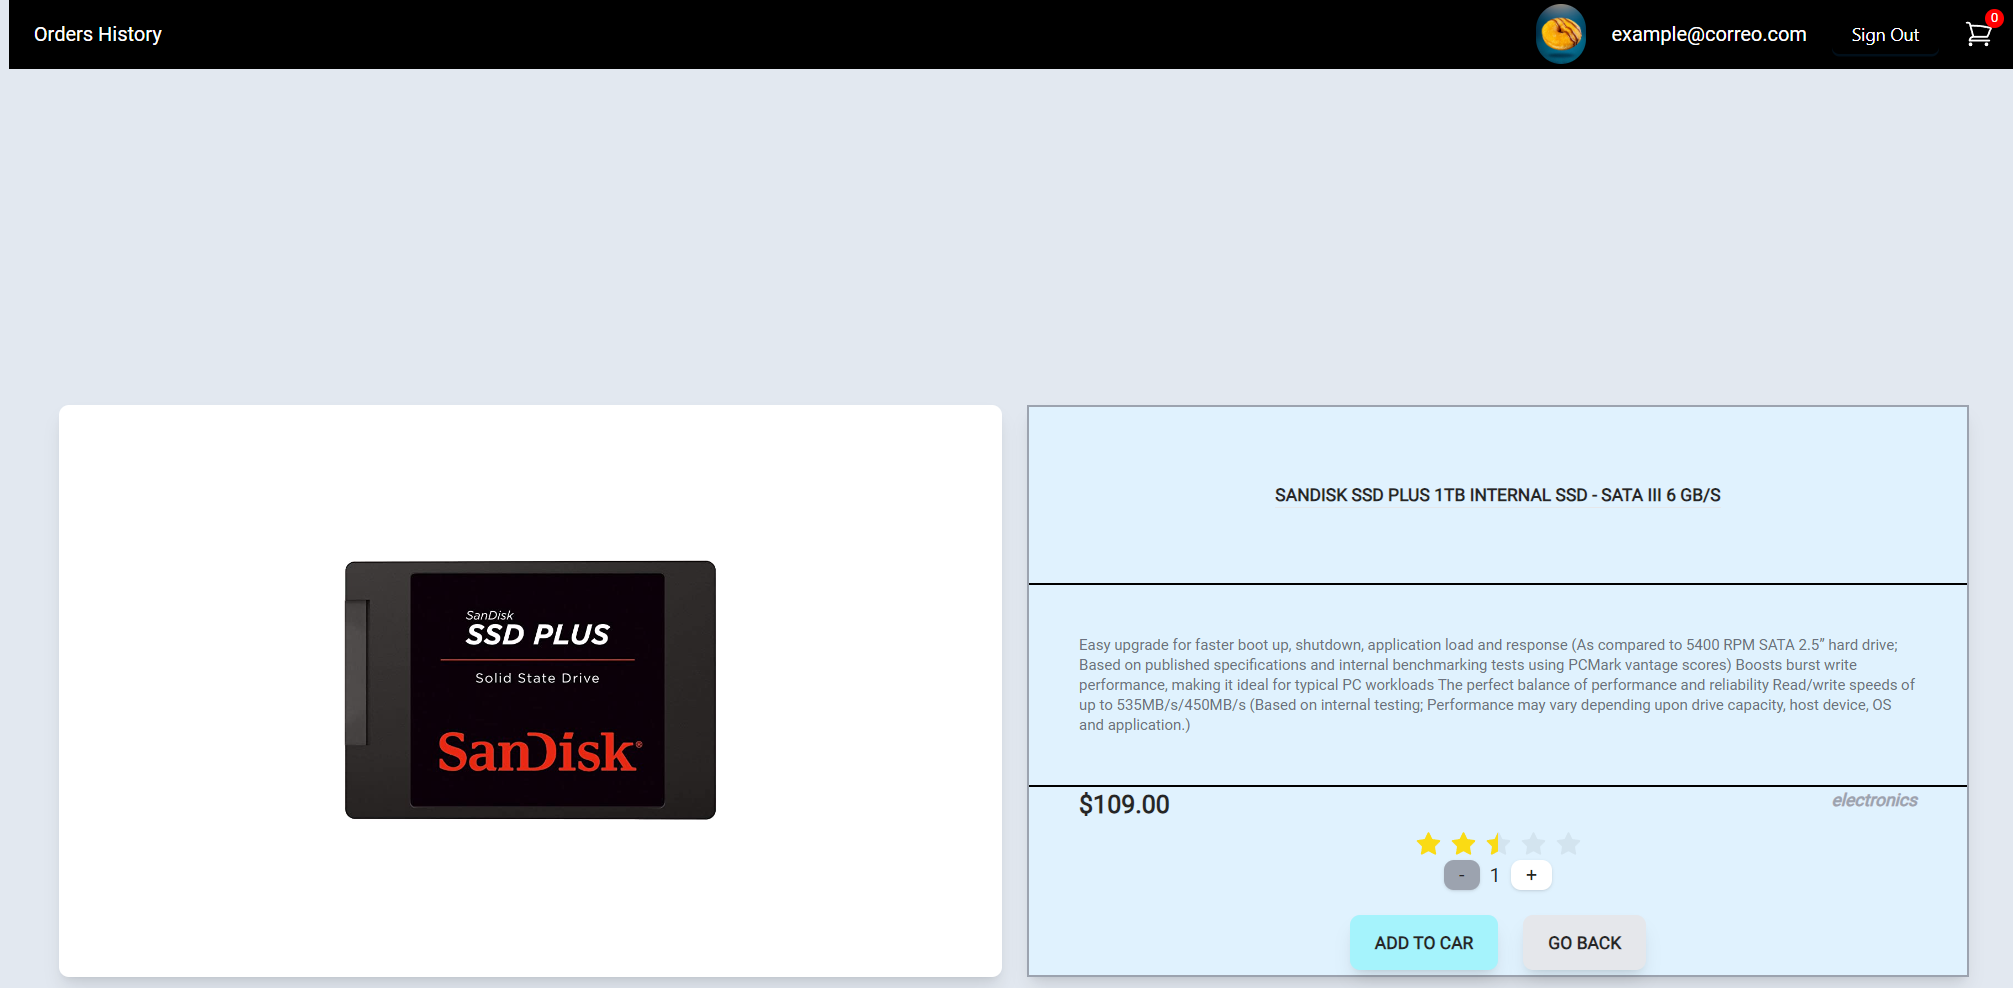 Orders History
example@correo.com
Sign Out
0
SanDisk
SSD PLUS
Solid State Drive
SanDisk®
SANDISK SSD PLUS 1TB INTERNAL SSD - SATA III 6 GB/S
Easy upgrade for faster boot up, shutdown, application load and response (As compared to 5400 RPM SATA 2.5” hard drive;
Based on published specifications and internal benchmarking tests using PCMark vantage scores) Boosts burst write
performance, making it ideal for typical PC workloads The perfect balance of performance and reliability Read/write speeds of
up to 535MB/s/450MB/s (Based on internal testing; Performance may vary depending upon drive capacity, host device, OS
and application.)
$109.00
electronics
- 1 +
ADD TO CAR
GO BACK